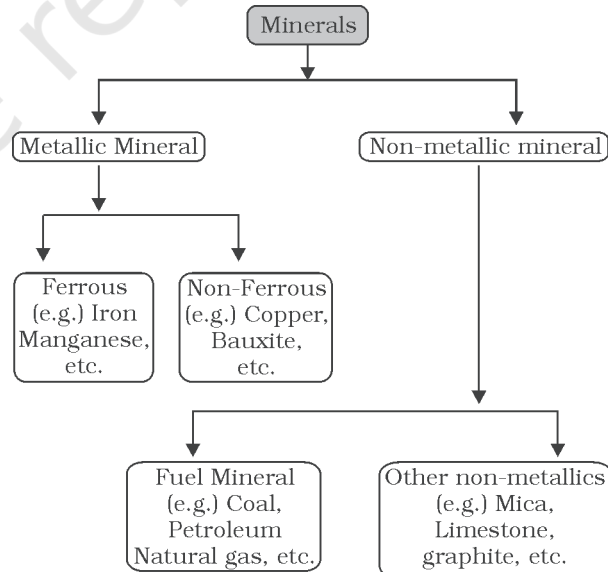 Minerals
Metallic Mineral
Non-metallic mineral
Ferrous
(e.g.) Iron
Manganese,
etc.
Non-Ferrous
(e.g.) Copper,
Bauxite,
etc.
Fuel Mineral
(e.g.) Coal,
Petroleum
Natural gas, etc.
Other non-metallics
(e.g.) Mica,
Limestone,
graphite, etc.